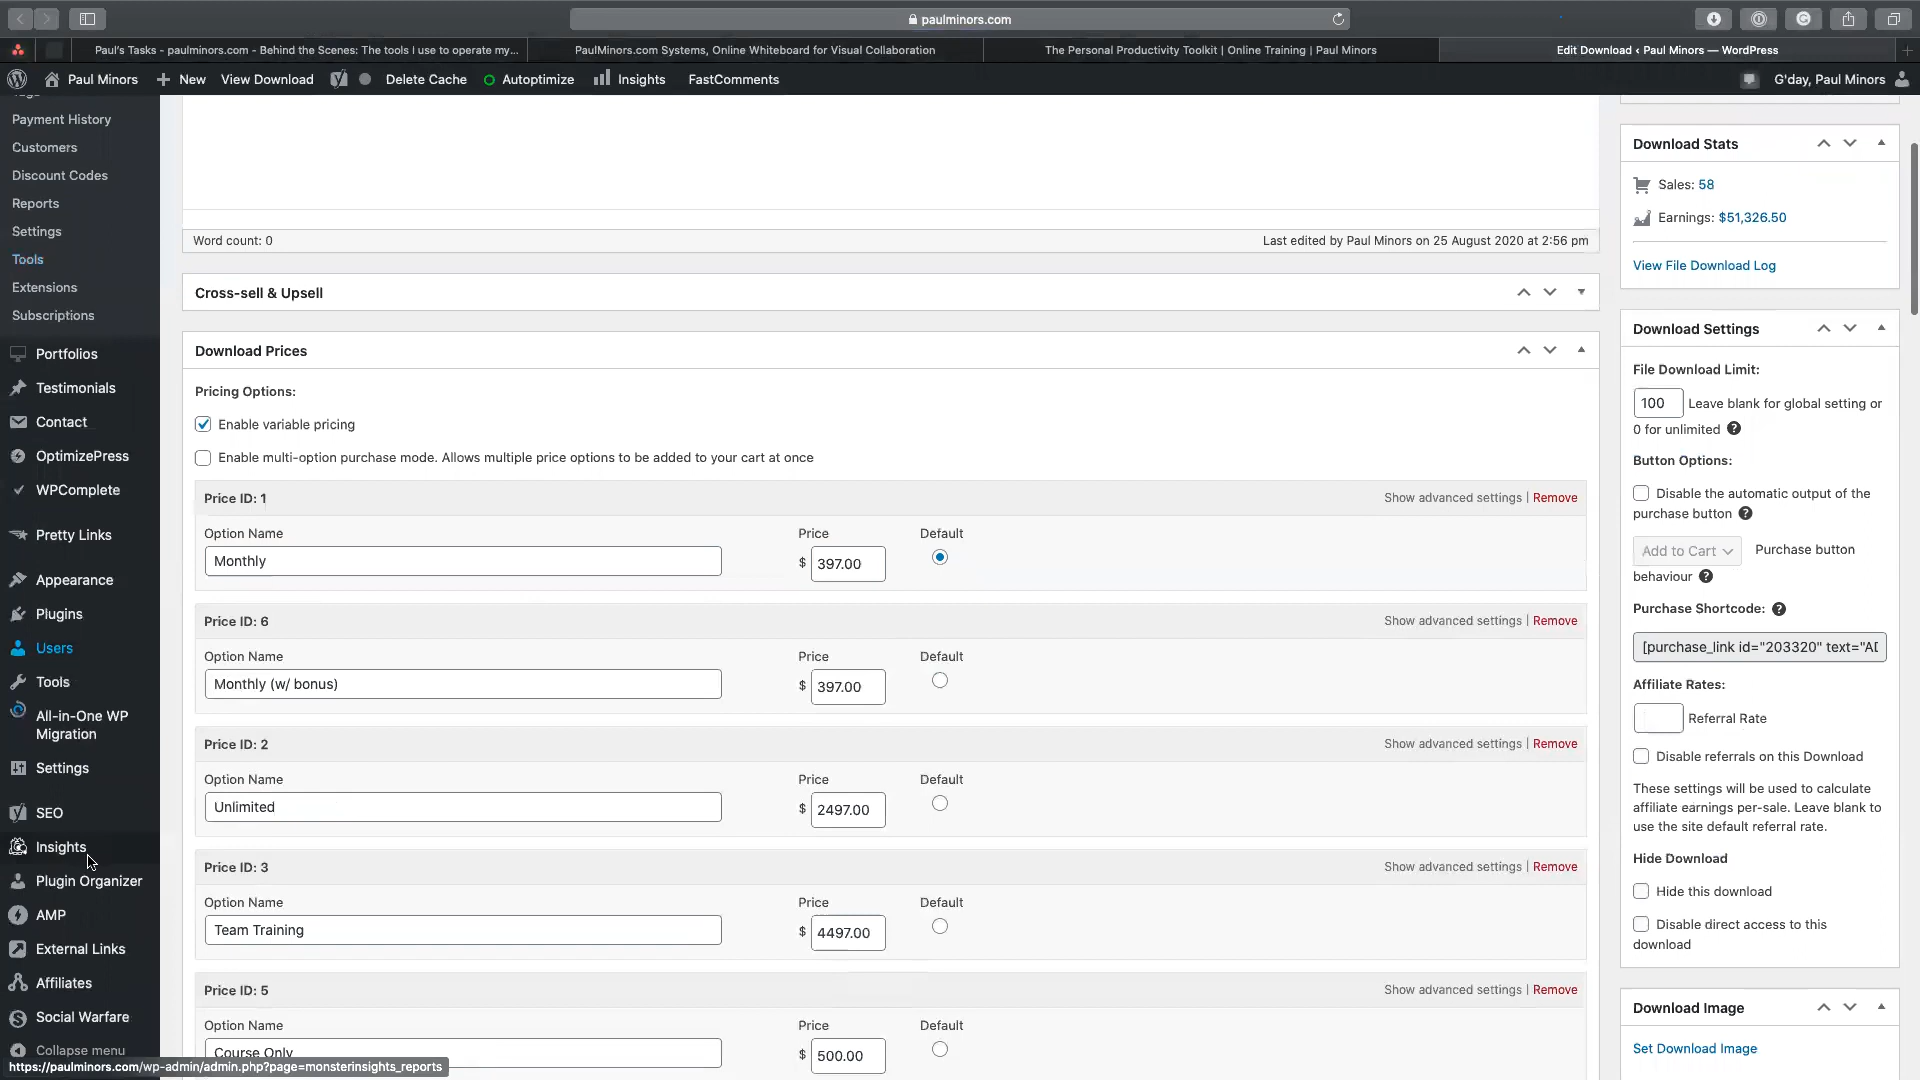 paulminors.com
Paul's Tasks - paulminors.com - Behind the Scenes: The tools I use to operate my...
PaulMinors.com Systems, Online Whiteboard for Visual Collaboration
The Personal Productivity Toolkit | Online Training | Paul Minors
Edit Download ‹ Paul Minors — WordPress
Paul Minors
New
View Download
Delete Cache
Autoptimize
Insights
FastComments
G'day, Paul Minors
Tags
Payment History
Customers
Discount Codes
Reports
Settings
Tools
Extensions
Subscriptions
Portfolios
Testimonials
Contact
OptimizePress
WPComplete
Pretty Links
Appearance
Plugins
Users
Tools
All-in-One WP
Migration
Settings
SEO
Insights
Plugin Organizer
AMP
External Links
Affiliates
Social Warfare
Collapse menu
https://paulminors.com/wp-admin/admin.php?page=monsterinsights_reports
Word count: 0
Last edited by Paul Minors on 25 August 2020 at 2:56 pm
Cross-sell & Upsell
Download Prices
Pricing Options:
Enable variable pricing
Enable multi-option purchase mode. Allows multiple price options to be added to your cart at once
Price ID: 1
Show advanced settings | Remove
Option Name
Price
Default
Monthly
$ 397.00
Price ID: 6
Show advanced settings | Remove
Option Name
Price
Default
Monthly (w/ bonus)
$ 397.00
Price ID: 2
Show advanced settings | Remove
Option Name
Price
Default
Unlimited
$ 2497.00
Price ID: 3
Show advanced settings | Remove
Option Name
Price
Default
Team Training
$ 4497.00
Price ID: 5
Show advanced settings | Remove
Option Name
Price
Default
Course Only
$ 500.00
Download Stats
Sales: 58
Earnings: $51,326.50
View File Download Log
Download Settings
File Download Limit:
100 Leave blank for global setting or
0 for unlimited ?
Button Options:
Disable the automatic output of the
purchase button ?
Add to Cart Purchase button
behaviour ?
Purchase Shortcode: ?
[purchase_link id="203320" text="AD
Affiliate Rates:
Referral Rate
Disable referrals on this Download
These settings will be used to calculate
affiliate earnings per-sale. Leave blank to
use the site default referral rate.
Hide Download
Hide this download
Disable direct access to this
download
Download Image
Set Download Image